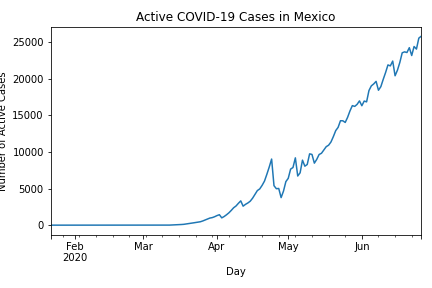 Active COVID-19 Cases in Mexico
Number of Active Cases
25000
20000
15000
10000
5000
0
Feb
2020
Mar
Apr
May
Jun
Day